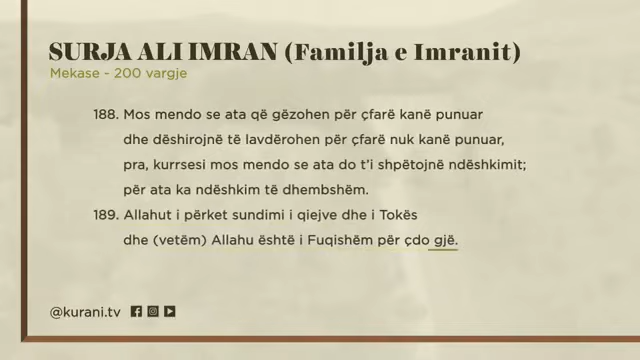 SURJA ALI IMRAN (Familja e Imranit)
Mekase - 200 vargje
188. Mos mendo se ata që gëzohen për çfarë kanë punuar
dhe dëshirojnë të lavdërohen për çfarë nuk kanë punuar,
pra, kurrsesi mos mendo se ata do t'i shpëtojnë ndëshkimit;
për ata ka ndëshkim të dhembshëm.
189. Allahut i përket sundimi i qiejve dhe i Tokës
dhe (vetëm) Allahu është i Fuqishëm për çdo gjë.
@kurani.tv